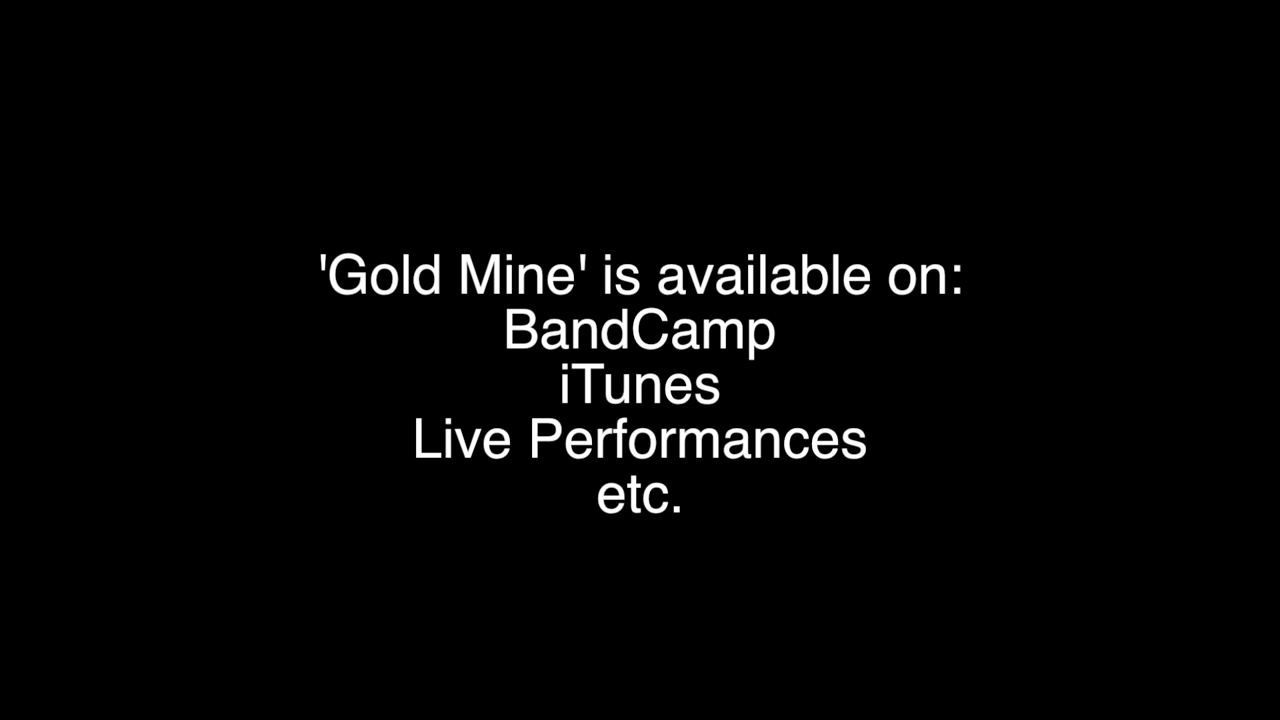 'Gold Mine' is available on:
BandCamp
iTunes
Live Performances
etc.